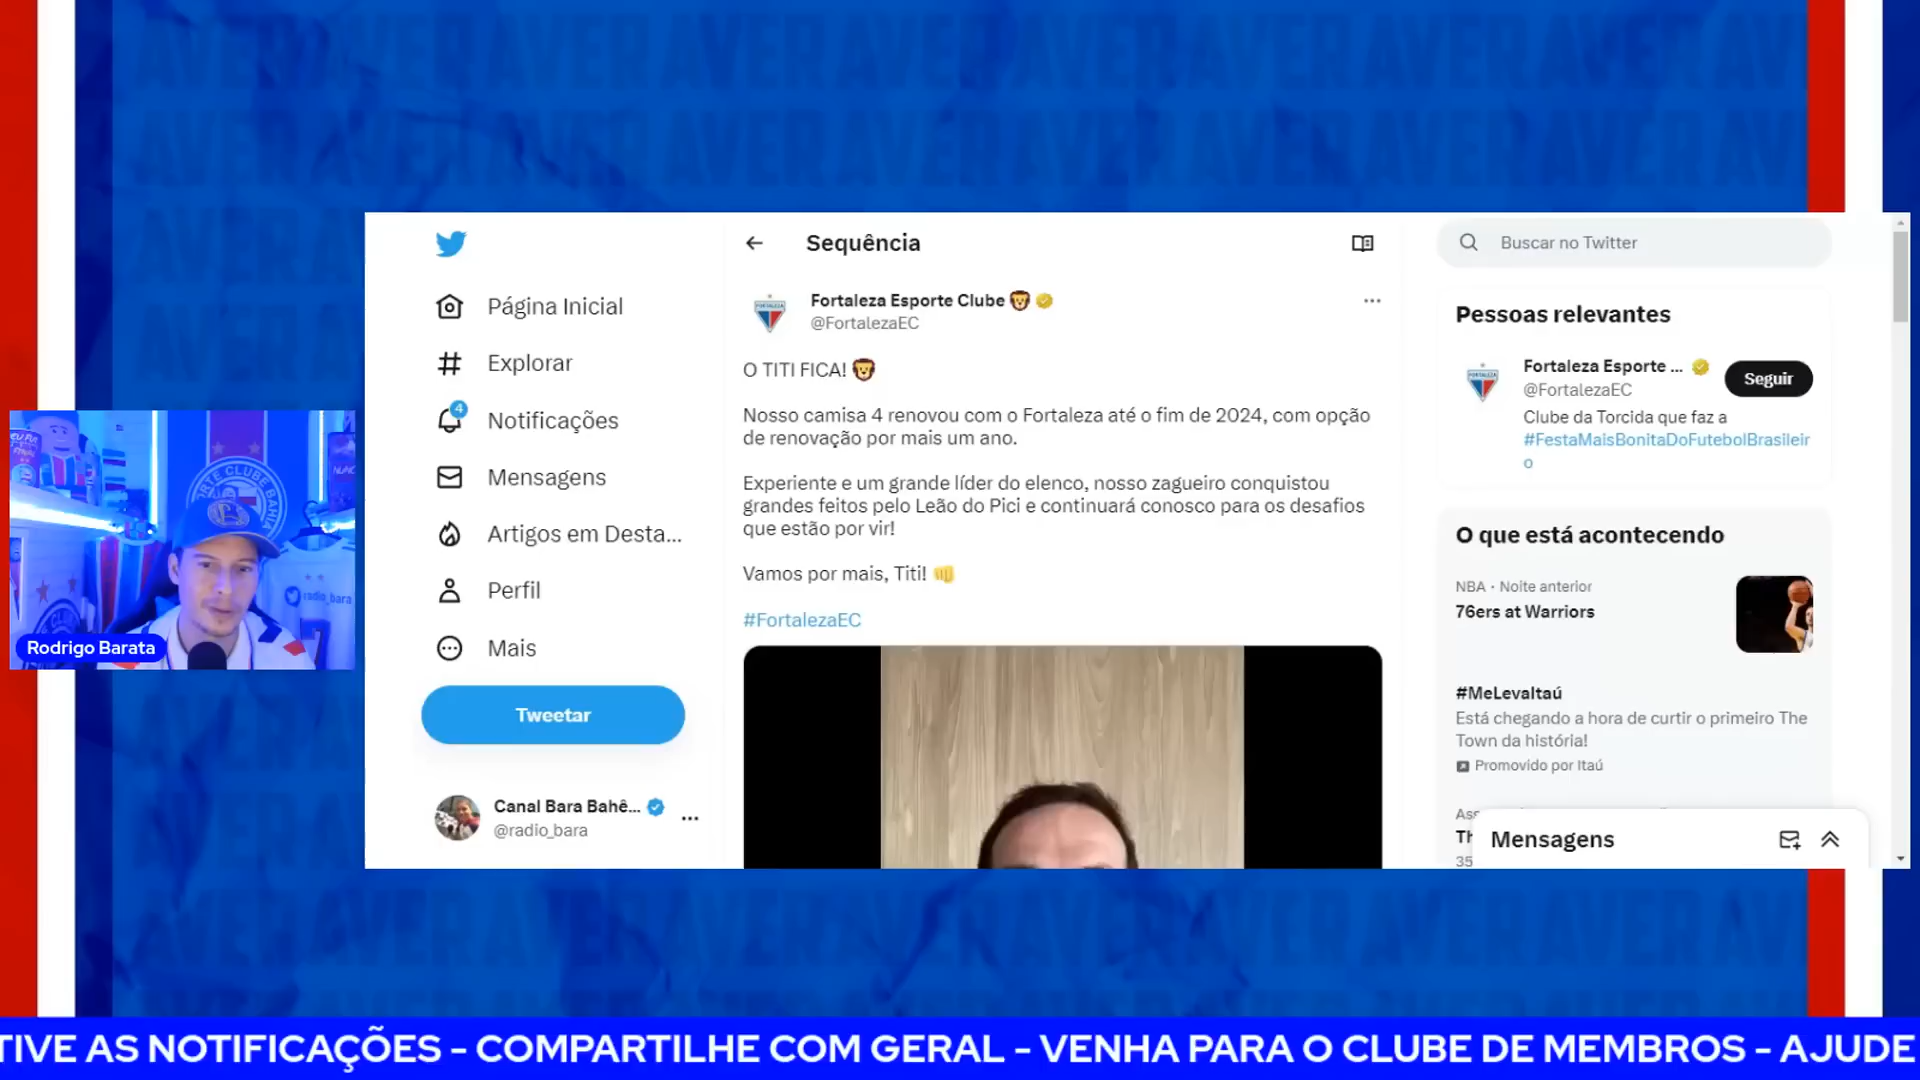 Sequência
Buscar no Twitter
Página Inicial
Explorar
4
Notificações
Mensagens
Artigos em Desta...
Perfil
Mais
Tweetar
Canal Bara Bahê...
@radio_bara
Fortaleza Esporte Clube
@FortalezaEC
O TITI FICA!
Nosso camisa 4 renovou com o Fortaleza até o fim de 2024, com opção
de renovação por mais um ano.
Experiente e um grande líder do elenco, nosso zagueiro conquistou
grandes feitos pelo Leão do Pici e continuará conosco para os desafios
que estão por vir!
Vamos por mais, Titi!
#FortalezaEC
Pessoas relevantes
Fortaleza Esporte ...
@FortalezaEC
Seguir
Clube da Torcida que faz a
#FestaMaisBonitaDoFutebolBrasileir
o
O que está acontecendo
NBA · Noite anterior
76ers at Warriors
#MeLevaItaú
Está chegando a hora de curtir o primeiro The
Town da história!
Promovido por Itaú
35
Mensagens
radio_bara
Rodrigo Barata
TIVE AS NOTIFICAÇÕES - COMPARTILHE COM GERAL - VENHA PARA O CLUBE DE MEMBROS - AJUDE